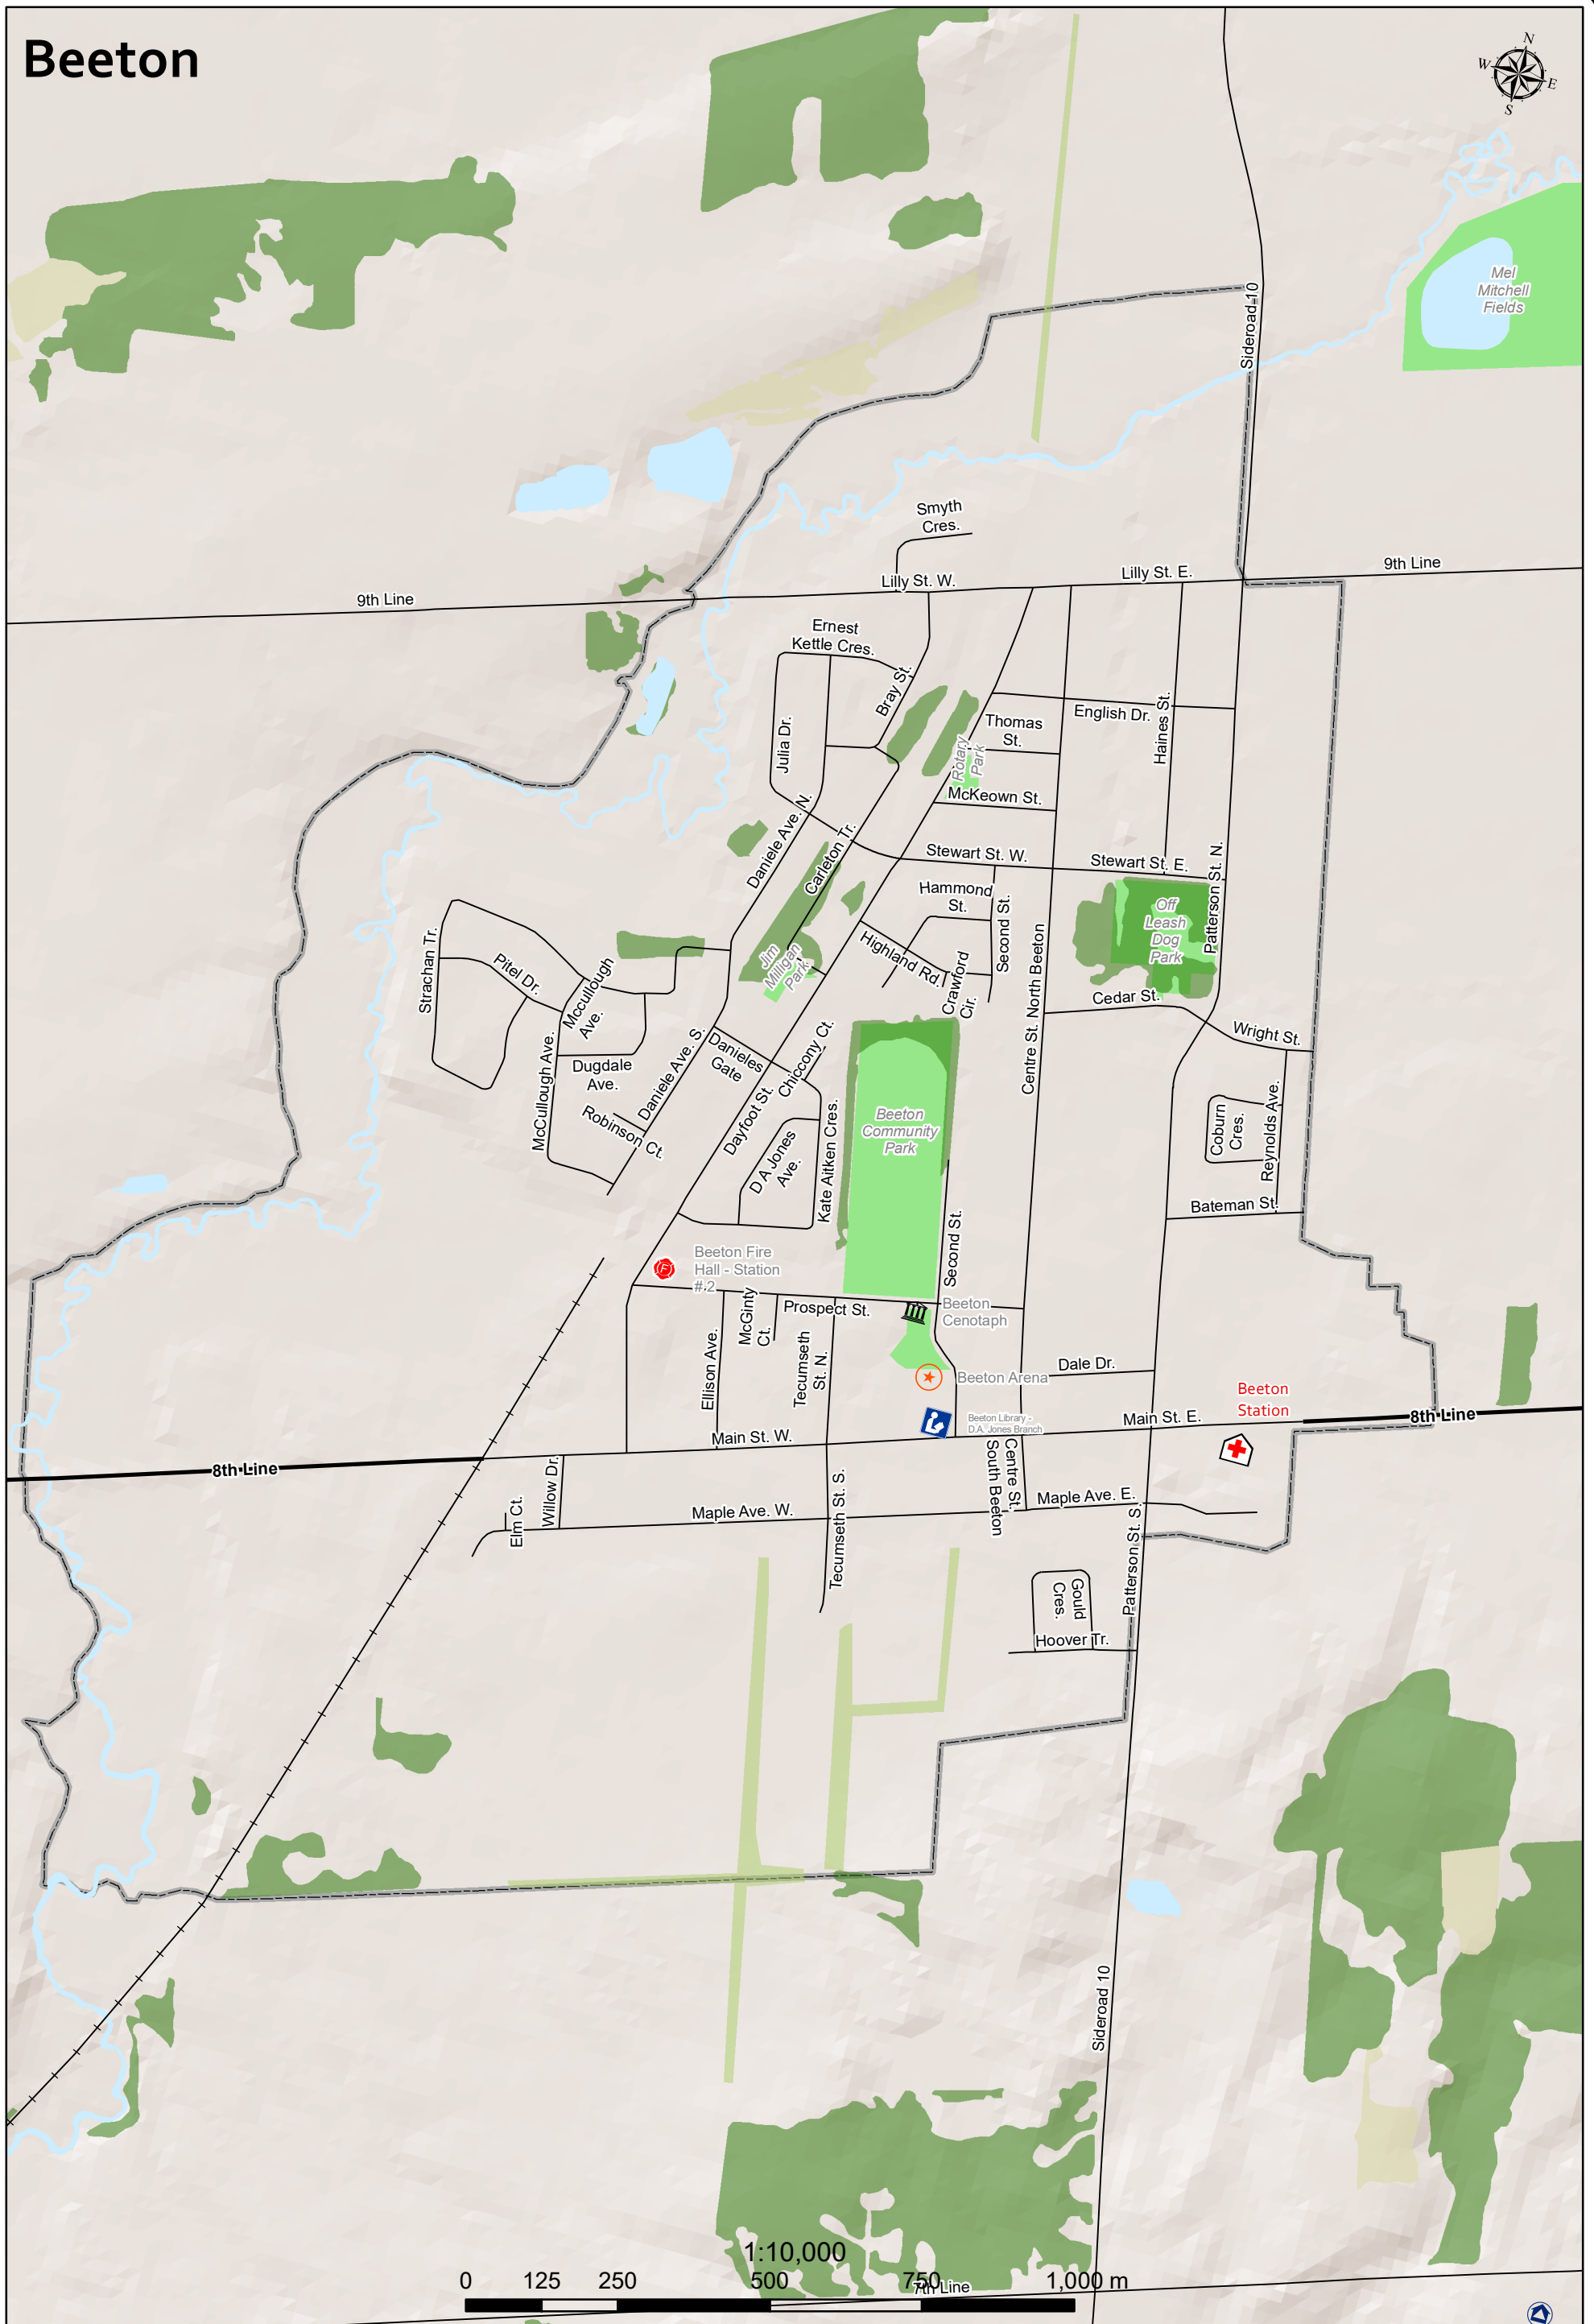 Beeton
N
W
E
S
Mel
Mitchell
Fields
Sideroad 10
Smyth
Cres.
Lilly St. W.
Lilly St. E.
9th Line
9th Line
Ernest
Kettle Cres.
Bray St.
Julia Dr.
Thomas
St.
English Dr.
Haines St.
Rotary
Park
McKeown St.
Daniele Ave. N.
Carleton Tr.
Stewart St. W.
Stewart St. E.
Patterson St. N.
Hammond
St.
Second St.
Off
Leash
Dog
Park
Highland Rd.
Crawford
Cir.
Centre St. North Beeton
Jim
Milligan
Park
Strachan Tr.
Pitel Dr.
Mccullough
Ave.
Cedar St.
Wright St.
McCullough Ave.
Dugdale
Ave.
Daniele Ave. S.
Danieles
Gate
Chiccony Ct.
Robinson Ct.
Dayfoot St.
D A Jones
Ave.
Kate Aitken Cres.
Beeton
Community
Park
Coburn
Cres.
Reynolds Ave.
Bateman St.
Second St.
F
Beeton Fire
Hall - Station
#2
Ellison Ave.
McGinty
Ct.
Prospect St.
Tecumseth
St. N.
Beeton
Cenotaph
Beeton Arena
Dale Dr.
Beeton
Station
Beeton Library -
D.A. Jones Branch
Main St. W.
Main St. E.
8th Line
8th Line
Elm Ct.
Willow Dr.
Maple Ave. W.
Tecumseth St. S.
Centre St.
South Beeton
Maple Ave. E.
Patterson St. S.
Gould
Cres.
Hoover Tr.
Sideroad 10
1:10,000
0 125 250 500 750 1,000 m
7th Line